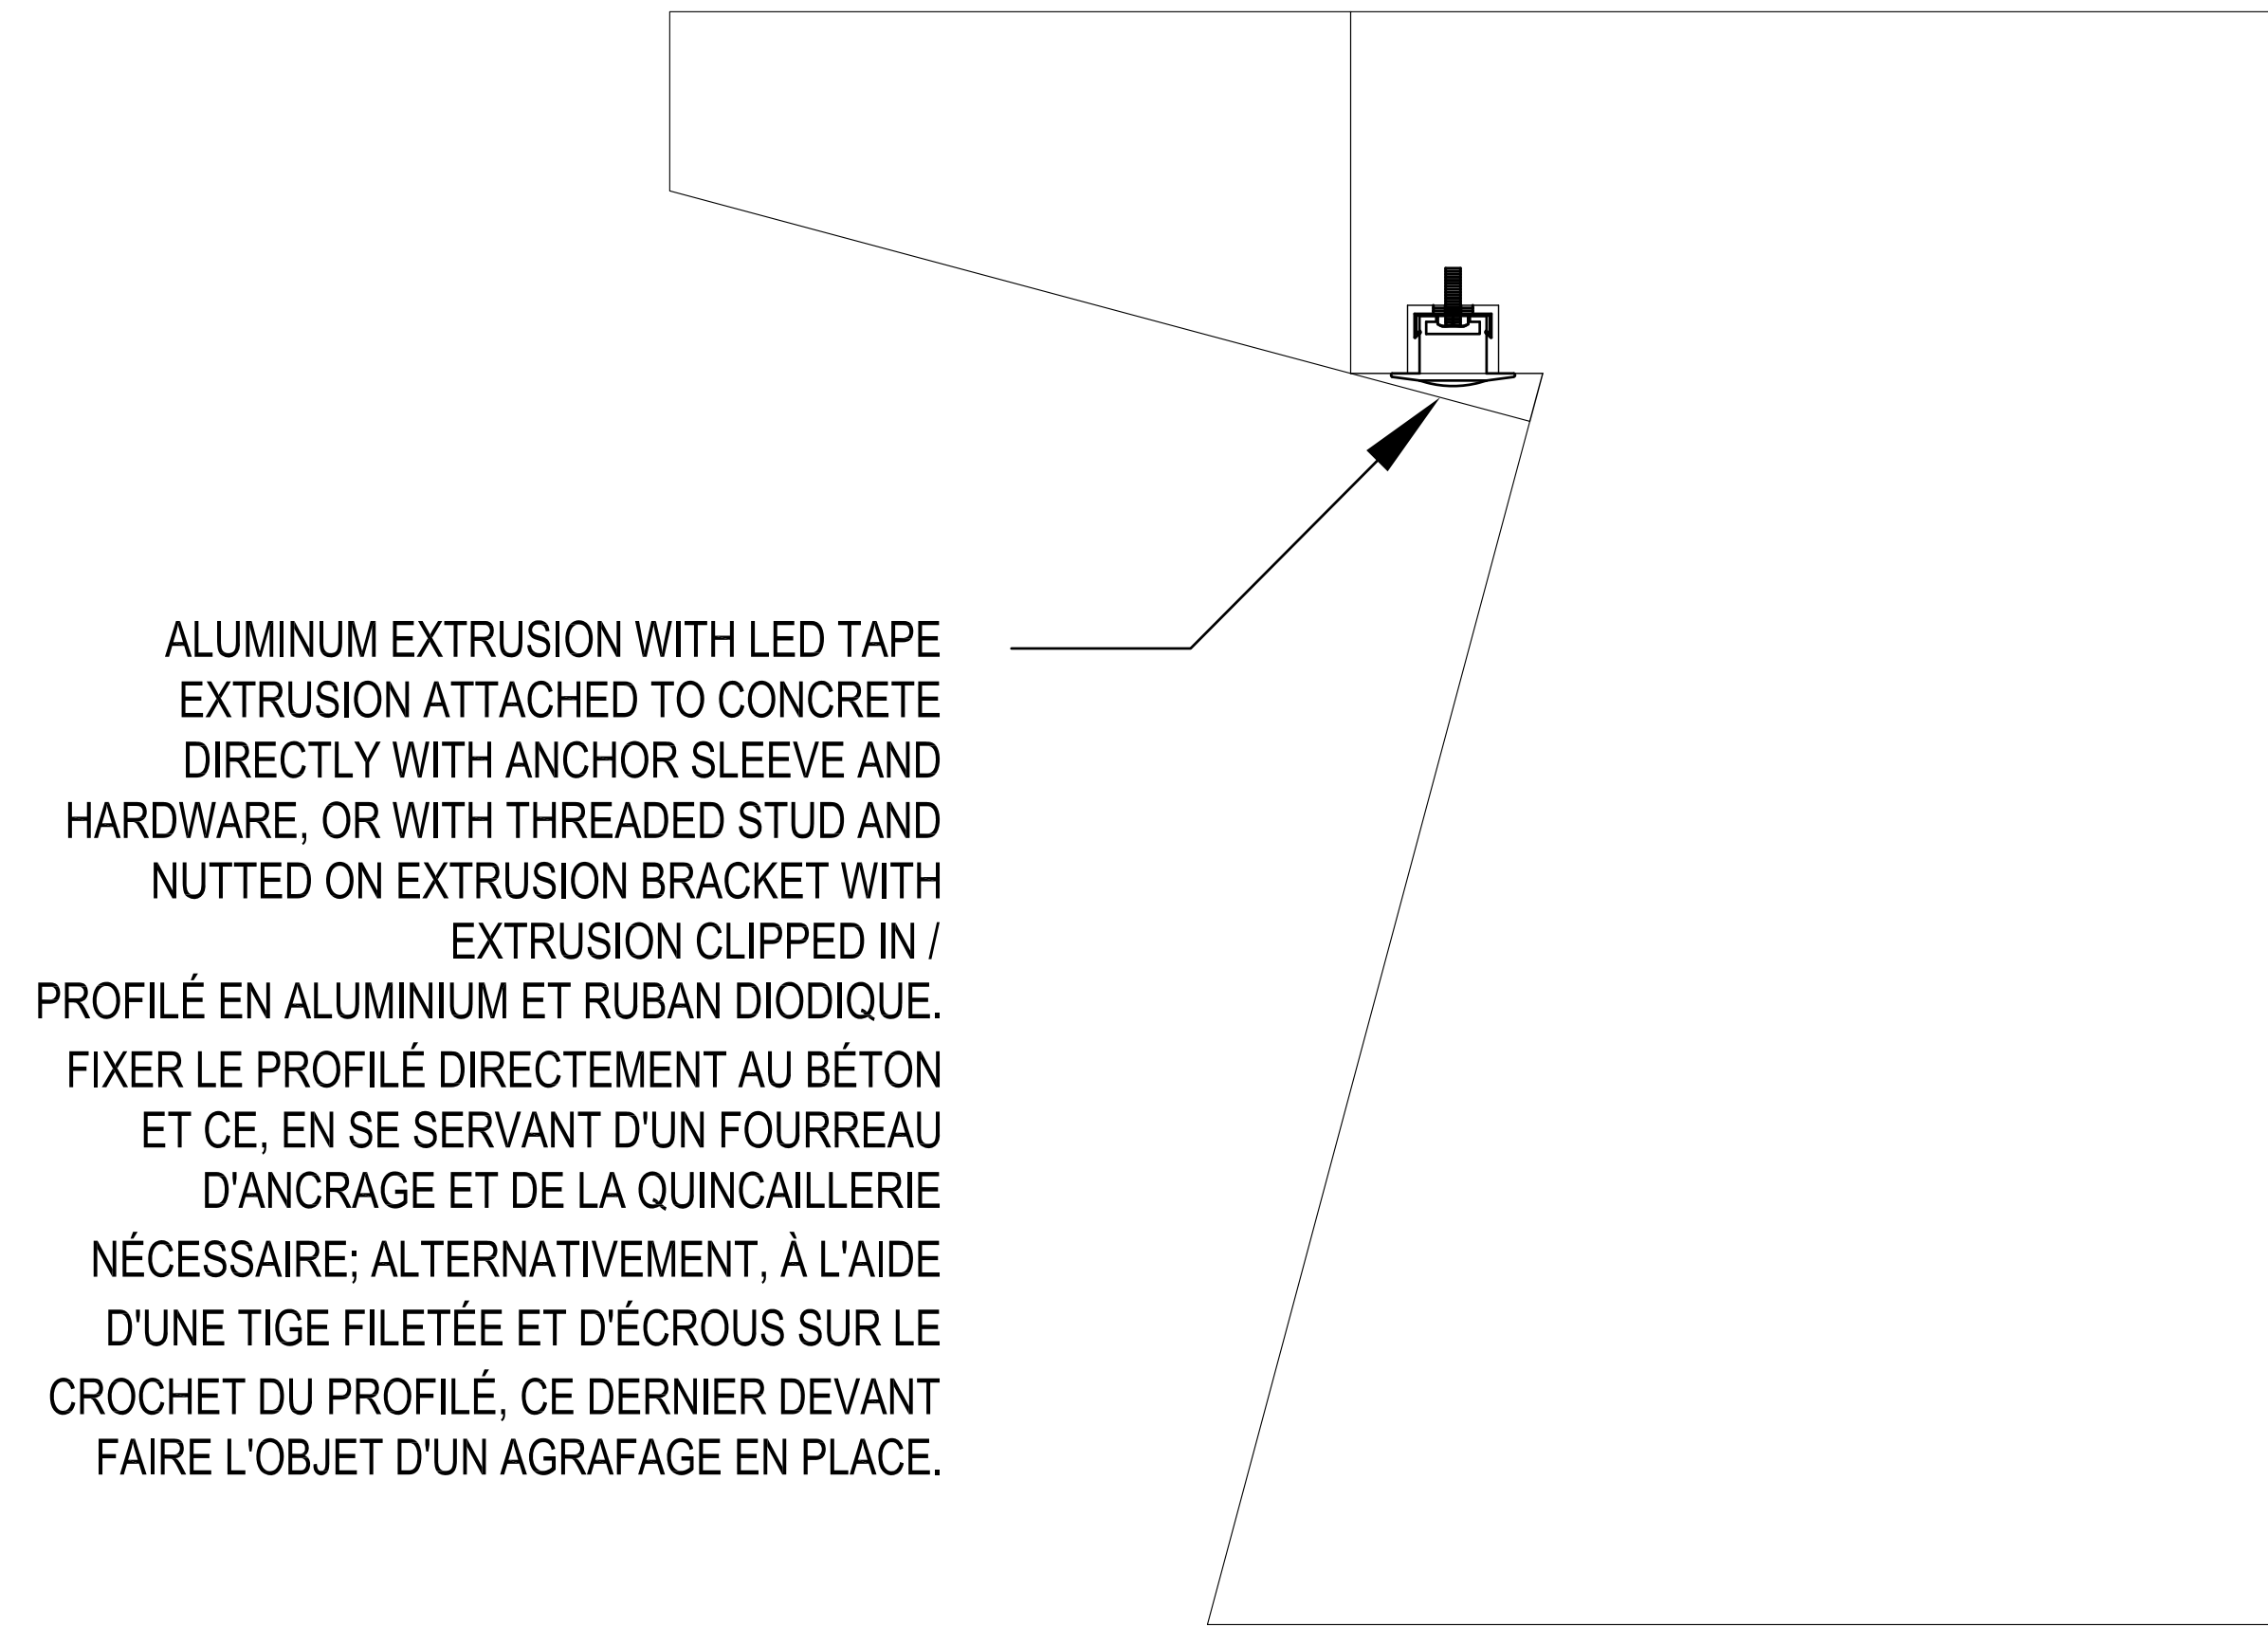 ALUMINUM EXTRUSION WITH LED TAPE
EXTRUSION ATTACHED TO CONCRETE
DIRECTLY WITH ANCHOR SLEEVE AND
HARDWARE, OR WITH THREADED STUD AND
NUTTED ON EXTRUSION BRACKET WITH
EXTRUSION CLIPPED IN /
PROFILÉ EN ALUMINIUM ET RUBAN DIODIQUE.
FIXER LE PROFILÉ DIRECTEMENT AU BÉTON
ET CE, EN SE SERVANT D'UN FOURREAU
D'ANCRAGE ET DE LA QUINCAILLERIE
NÉCESSAIRE; ALTERNATIVEMENT, À L'AIDE
D'UNE TIGE FILETÉE ET D'ÉCROUS SUR LE
CROCHET DU PROFILÉ, CE DERNIER DEVANT
FAIRE L'OBJET D'UN AGRAFAGE EN PLACE.